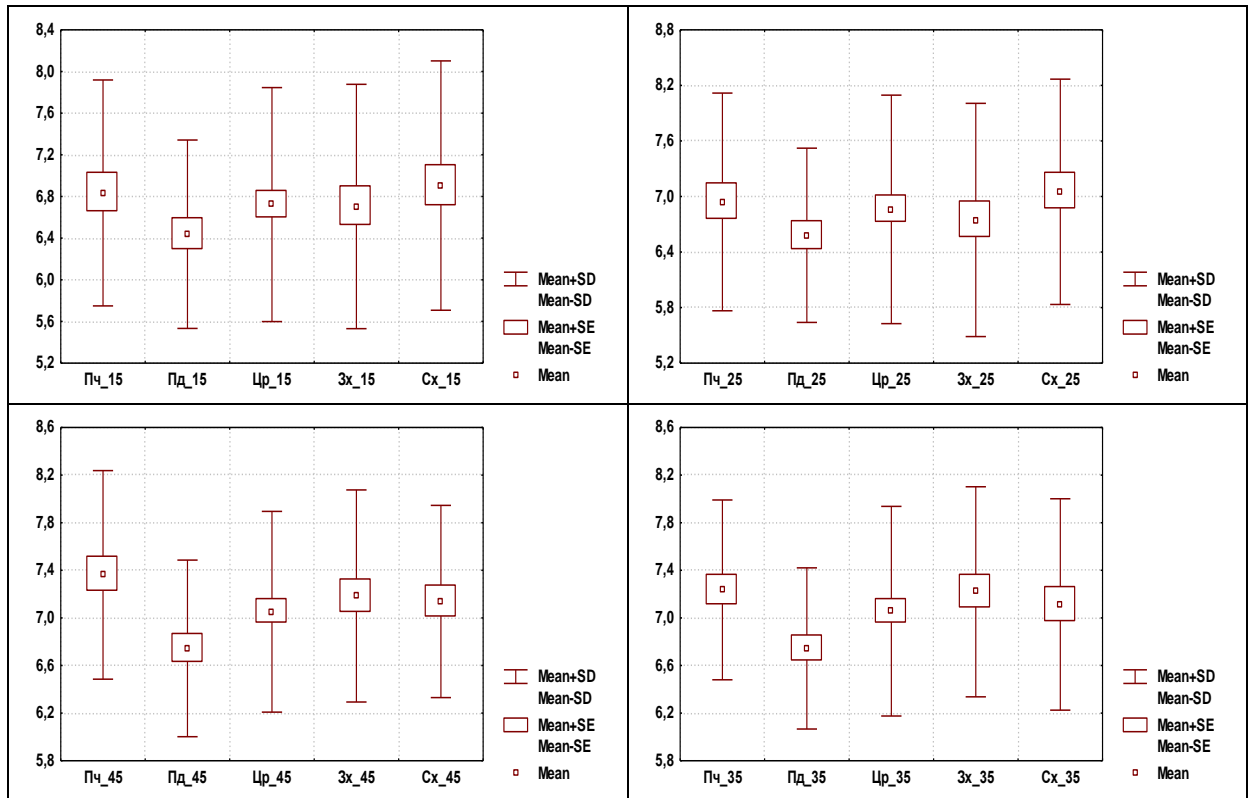 8,4
8,0
7,6
7,2
6,8
6,4
6,0
5,6
5,2
Пч_15 Пд_15 Цр_15 Зх_15 Сх_15
Mean+SD
Mean-SD
Mean+SE
Mean-SE
Mean
8,8
8,2
7,6
7,0
6,4
5,8
5,2
Пч_25 Пд_25 Цр_25 Зх_25 Сх_25
Mean+SD
Mean-SD
Mean+SE
Mean-SE
Mean
8,6
8,2
7,8
7,4
7,0
6,6
6,2
5,8
Пч_45 Пд_45 Цр_45 Зх_45 Сх_45
Mean+SD
Mean-SD
Mean+SE
Mean-SE
Mean
8,6
8,2
7,8
7,4
7,0
6,6
6,2
5,8
Пч_35 Пд_35 Цр_35 Зх_35 Сх_35
Mean+SD
Mean-SD
Mean+SE
Mean-SE
Mean